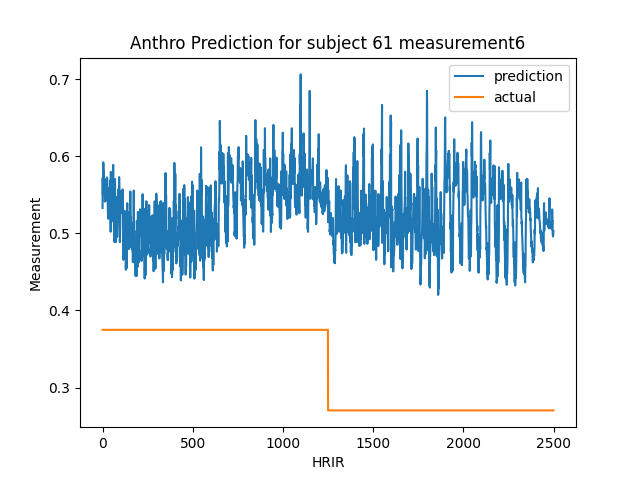 Anthro Prediction for subject 61 measurement6
prediction
actual
0.7
0.6
0.5
0.4
0.3
Measurement
0
500
1000
1500
2000
2500
HRIR